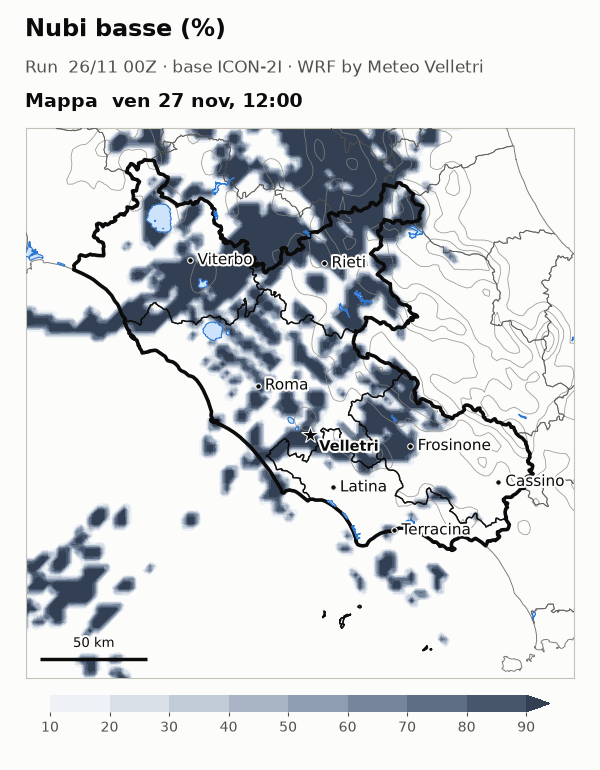 Nubi basse (%)
Run  26/11 00Z · base ICON-2I · WRF by Meteo Velletri
Mappa  ven 27 nov, 12:00
Viterbo
Rieti
Roma
Velletri
Frosinone
Latina
Cassino
Terracina
50 km
10 20 30 40 50 60 70 80 90